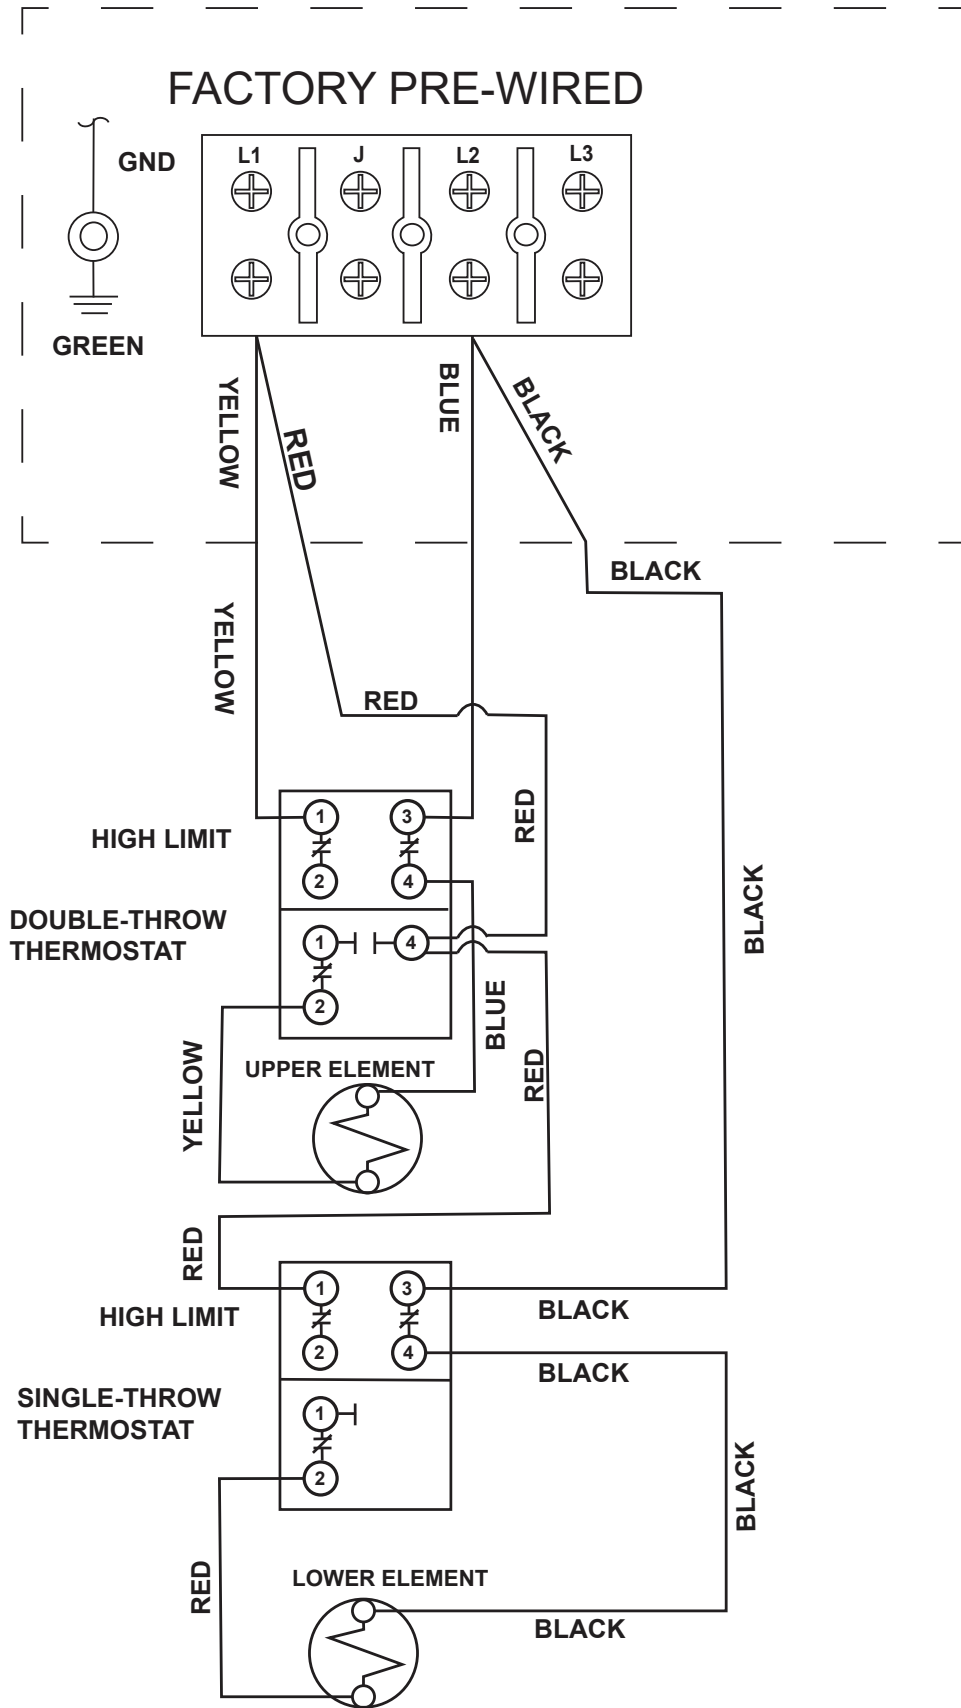 FACTORY PRE-WIRED
GND
L1
J
L2
L3
GREEN
YELLOW
RED
BLUE
BLACK
BLACK
YELLOW
RED
RED
HIGH LIMIT
1
3
2
4
BLACK
DOUBLE-THROW
THERMOSTAT
1
4
2
BLUE
RED
YELLOW
UPPER ELEMENT
RED
HIGH LIMIT
1
3
2
4
BLACK
BLACK
SINGLE-THROW
THERMOSTAT
1
2
BLACK
RED
LOWER ELEMENT
BLACK